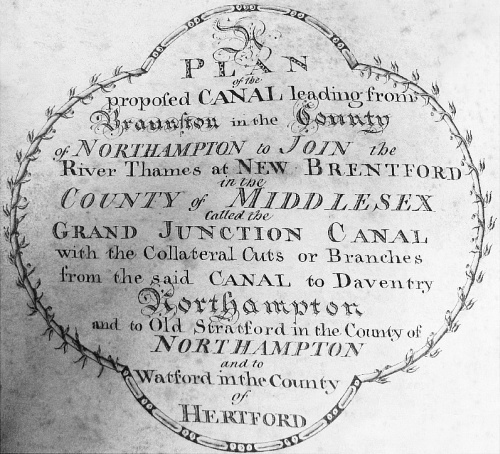 A
PLAN
of the
proposed CANAL leading from
Braunston in the County
of NORTHAMPTON to JOIN the
River Thames at NEW BRENTFORD
in the
COUNTY of MIDDLESEX
Called the
GRAND JUNCTION CANAL
with the Collateral Cuts or Branches
from the said CANAL to Daventry
Northampton
and to Old Stratford in the County of
NORTHAMPTON
and to
Watford in the County
of
HERTFORD